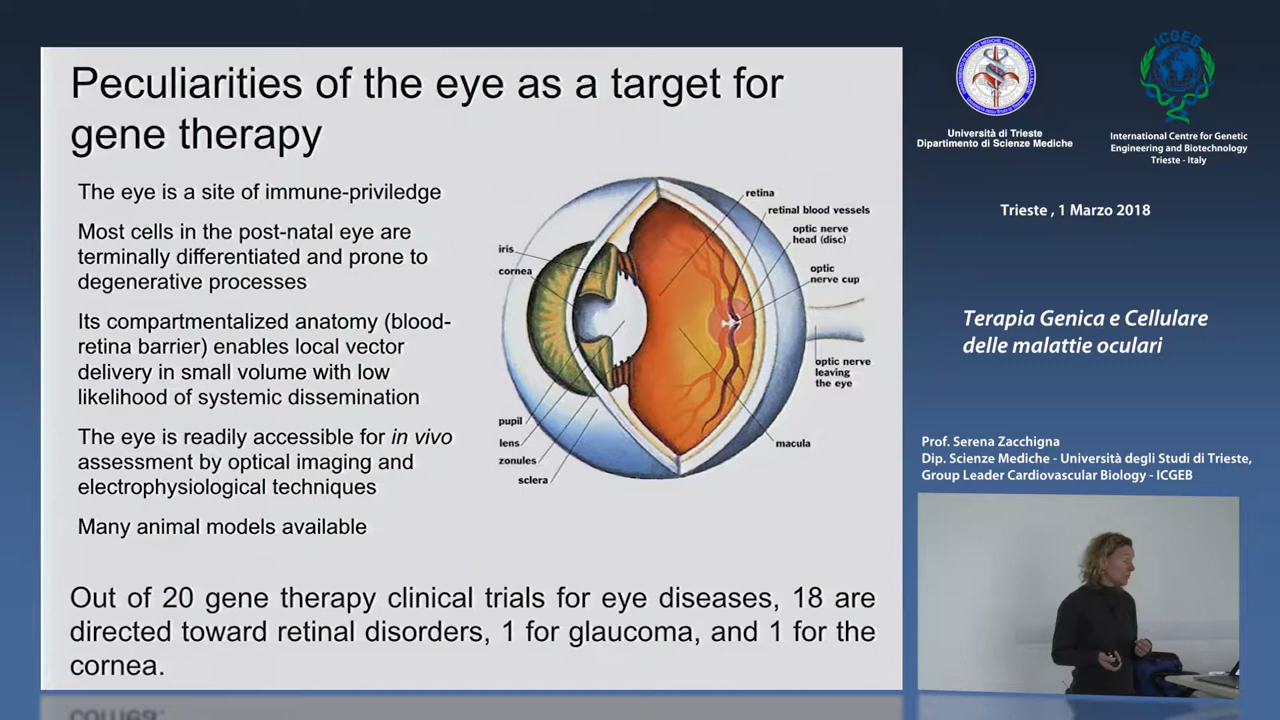 Peculiarities of the eye as a target for
gene therapy
The eye is a site of immune-priviledge
Most cells in the post-natal eye are
terminally differentiated and prone to
degenerative processes
Its compartmentalized anatomy (blood-
retina barrier) enables local vector
delivery in small volume with low
likelihood of systemic dissemination
The eye is readily accessible for in vivo
assessment by optical imaging and
electrophysiological techniques
Many animal models available
retina
retinal blood vessels
optic nerve
head (disc)
optic
nerve cup
iris
cornea
optic nerve
leaving
the eye
pupil
lens
zonules
sclera
macula
Out of 20 gene therapy clinical trials for eye diseases, 18 are
directed toward retinal disorders, 1 for glaucoma, and 1 for the
cornea.
Università di Trieste
Dipartimento di Scienze Mediche
ICGEB
International Centre for Genetic
Engineering and Biotechnology
Trieste - Italy
Trieste , 1 Marzo 2018
Terapia Genica e Cellulare
delle malattie oculari
Prof. Serena Zacchigna
Dip. Scienze Mediche - Università degli Studi di Trieste,
Group Leader Cardiovascular Biology - ICGEB